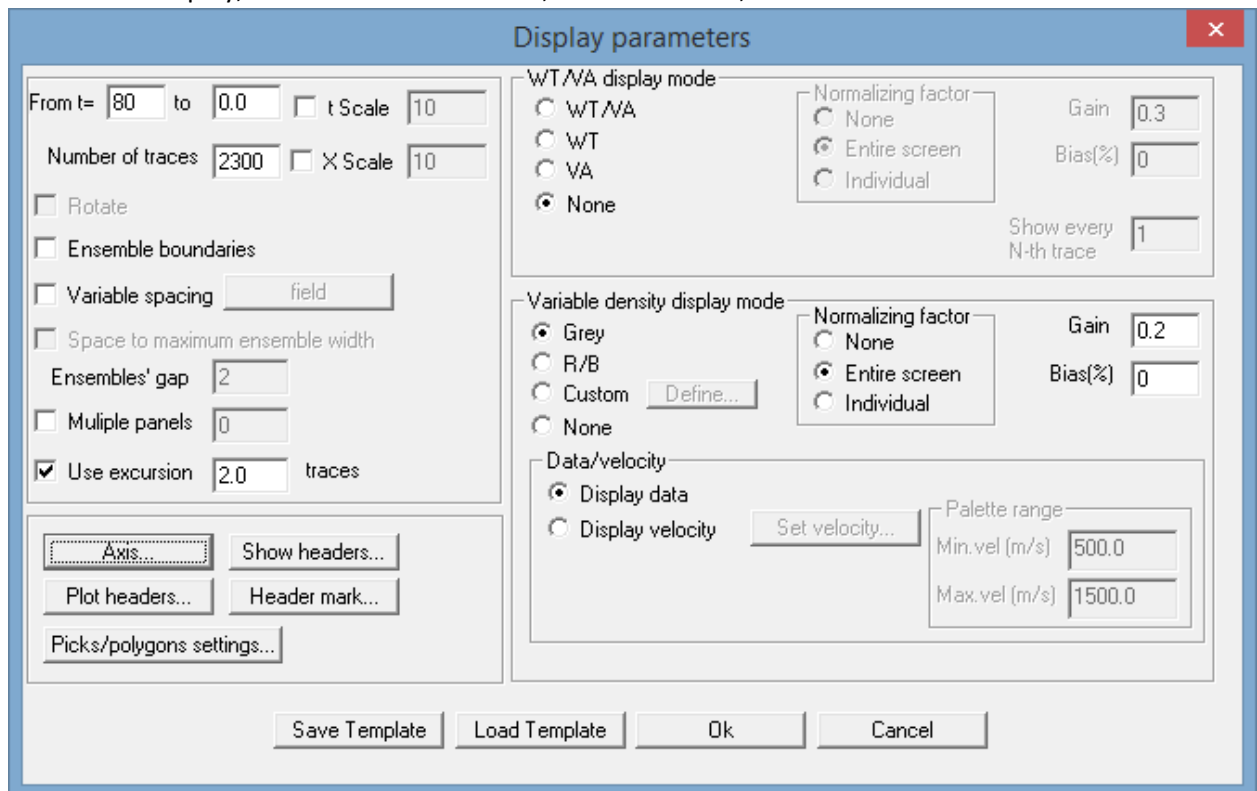 Display parameters
From t= 80 to 0.0 t Scale 10
Number of traces 2300 X Scale 10
Rotate
Ensemble boundaries
Variable spacing field
Space to maximum ensemble width
Ensembles' gap 2
Muliple panels 0
Use excursion 2.0 traces
Axis... Show headers...
Plot headers... Header mark...
Picks/polygons settings...
WT/VA display mode
WT/VA
WT
VA
None
Normalizing factor
None
Entire screen
Individual
Gain 0.3
Bias(%) 0
Show every
N-th trace 1
Variable density display mode
Grey
R/B
Custom Define...
None
Normalizing factor
None
Entire screen
Individual
Gain 0.2
Bias(%) 0
Data/velocity
Display data
Display velocity Set velocity...
Palette range
Min.vel (m/s) 500.0
Max.vel (m/s) 1500.0
Save Template Load Template Ok Cancel